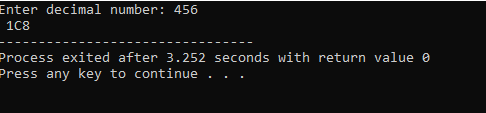 Enter decimal number: 456
 1C8
--------------------------------
Process exited after 3.252 seconds with return value 0
Press any key to continue . . .